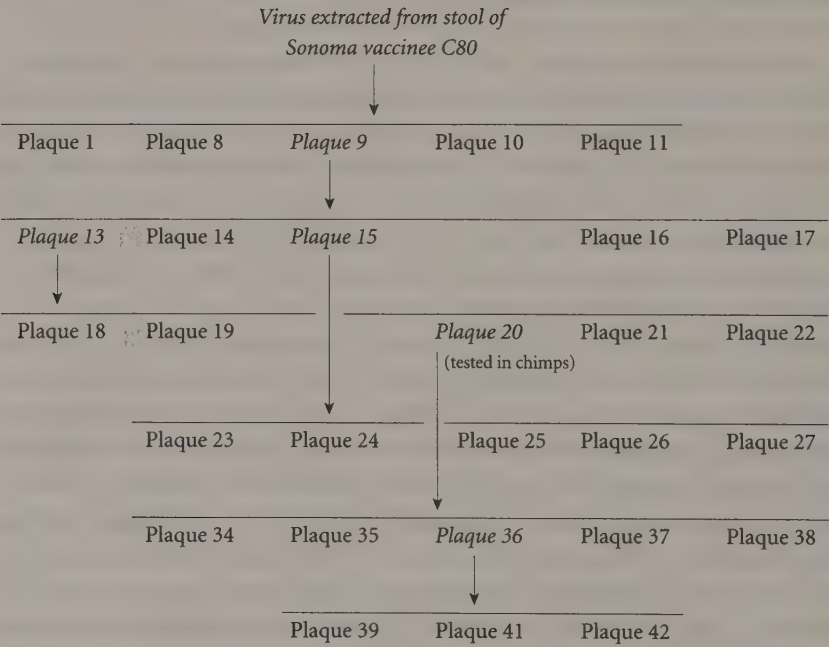 Virus extracted from stool of
Sonoma vaccinee C80
Plaque 1 Plaque 8 Plaque 9 Plaque 10 Plaque 11
Plaque 13 Plaque 14 Plaque 15 Plaque 16 Plaque 17
Plaque 18 Plaque 19 Plaque 20 Plaque 21 Plaque 22
(tested in chimps)
Plaque 23 Plaque 24 Plaque 25 Plaque 26 Plaque 27
Plaque 34 Plaque 35 Plaque 36 Plaque 37 Plaque 38
Plaque 39 Plaque 41 Plaque 42